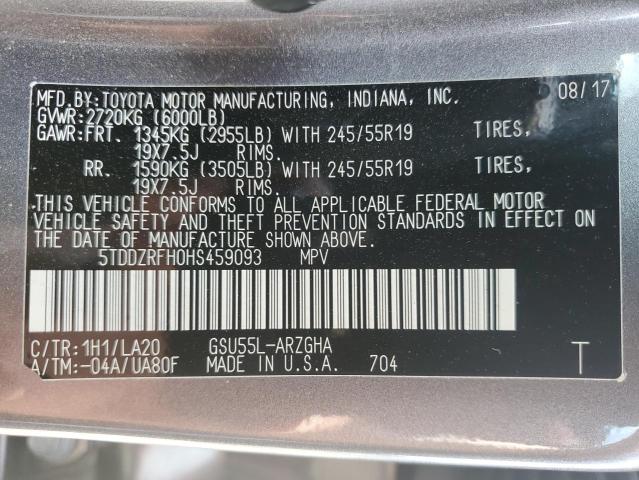 MFD.BY:TOYOTA MOTOR MANUFACTURING, INDIANA, INC. 08/17
GVWR:2720KG (6000LB)
GAWR:FRT. 1345KG (2955LB) WITH 245/55R19 TIRES,
19X7.5J RIMS.
RR. 1590KG (3505LB) WITH 245/55R19 TIRES,
19X7.5J RIMS.
THIS VEHICLE CONFORMS TO ALL APPLICABLE FEDERAL MOTOR
VEHICLE SAFETY AND THEFT PREVENTION STANDARDS IN EFFECT ON
THE DATE OF MANUFACTURE SHOWN ABOVE.
5TDDZRFH0HS459093 MPV
C/TR:1H1/LA20 GSU55L-ARZGHA
A/TM:-04A/UA80F MADE IN U.S.A. 704 T